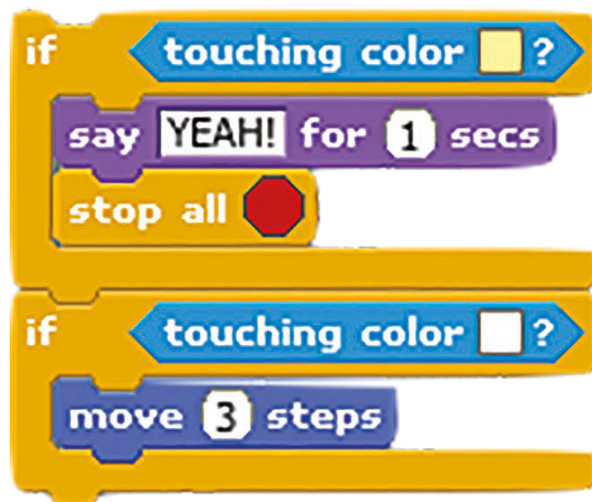 if touching color ?
say YEAH! for 1 secs
stop all
if touching color ?
move 3 steps